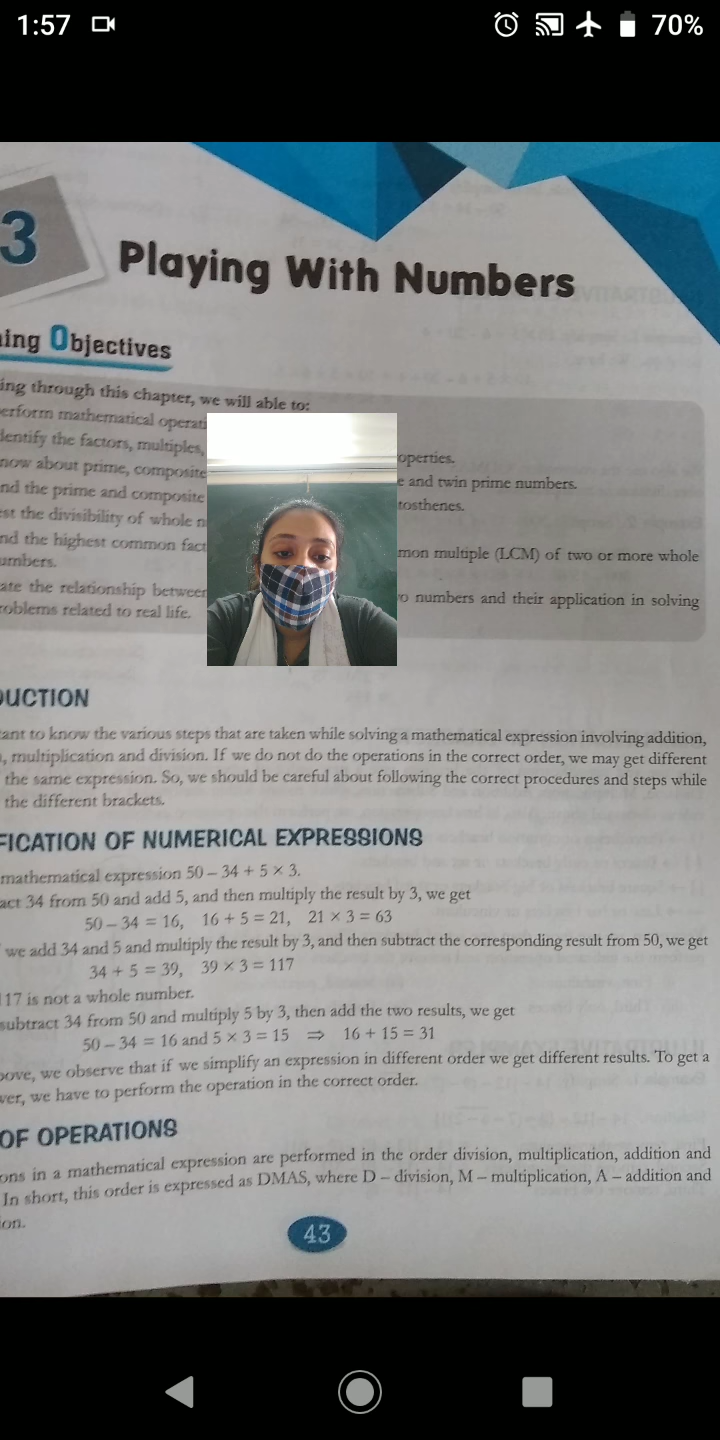 1:57 70%
3
Playing With Numbers
ing Objectives
ing through this chapter, we will able to:
erform mathematical operati
dentify the factors, multiples, operties.
now about prime, composite e and twin prime numbers.
nd the prime and composite tosthenes.
est the divisibility of whole n
nd the highest common fact mon multiple (LCM) of two or more whole
umbers.
ate the relationship between o numbers and their application in solving
roblems related to real life.
UCTION
ant to know the various steps that are taken while solving a mathematical expression involving addition,
, multiplication and division. If we do not do the operations in the correct order, we may get different
the same expression. So, we should be careful about following the correct procedures and steps while
the different brackets.
FICATION OF NUMERICAL EXPRESSIONS
mathematical expression 50 – 34 + 5 × 3.
act 34 from 50 and add 5, and then multiply the result by 3, we get
50 – 34 = 16, 16 + 5 = 21, 21 × 3 = 63
we add 34 and 5 and multiply the result by 3, and then subtract the corresponding result from 50, we get
34 + 5 = 39, 39 × 3 = 117
17 is not a whole number.
subtract 34 from 50 and multiply 5 by 3, then add the two results, we get
50 – 34 = 16 and 5 × 3 = 15 ⇒ 16 + 15 = 31
ove, we observe that if we simplify an expression in different order we get different results. To get a
wer, we have to perform the operation in the correct order.
OF OPERATIONS
ons in a mathematical expression are performed in the order division, multiplication, addition and
In short, this order is expressed as DMAS, where D – division, M – multiplication, A – addition and
ion.
43